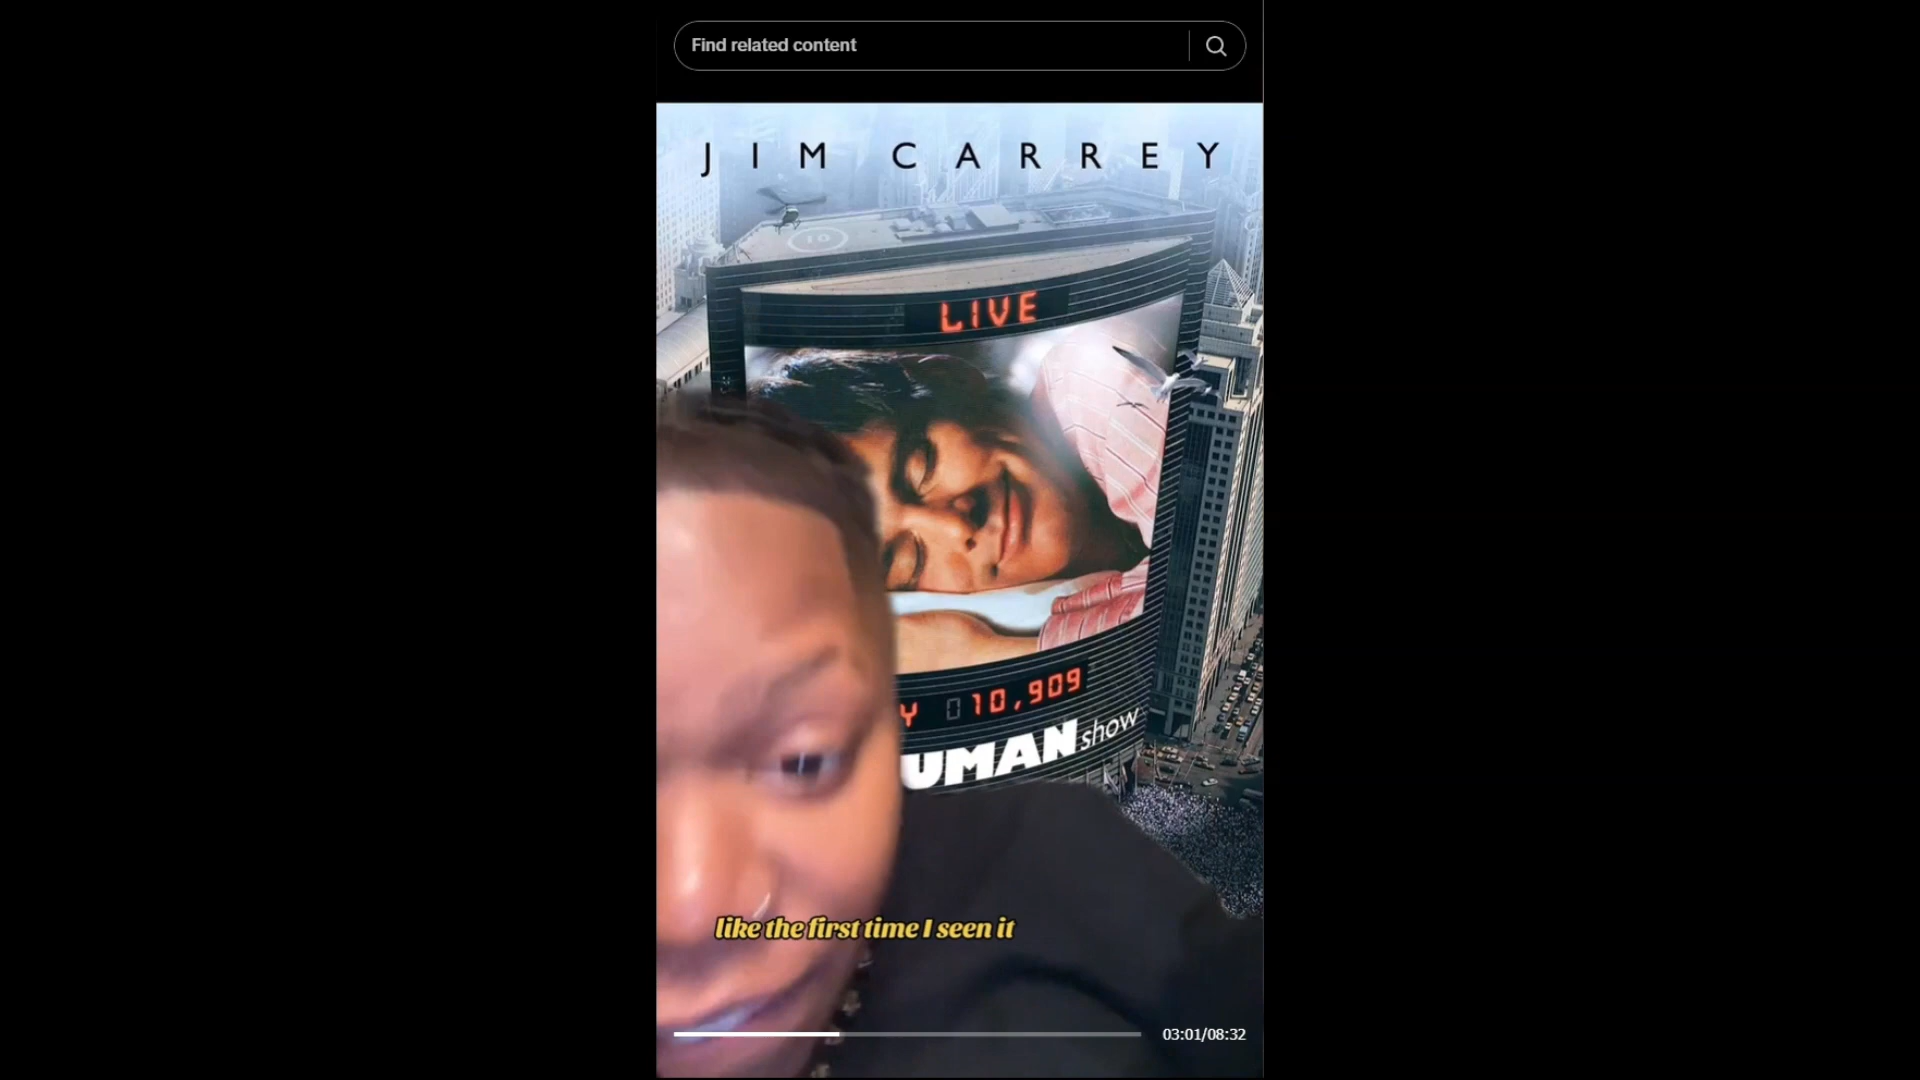 Find related content
JIM CARREY
LIVE
Y 10,909
UMAN show
like the first time I seen it
03:01/08:32